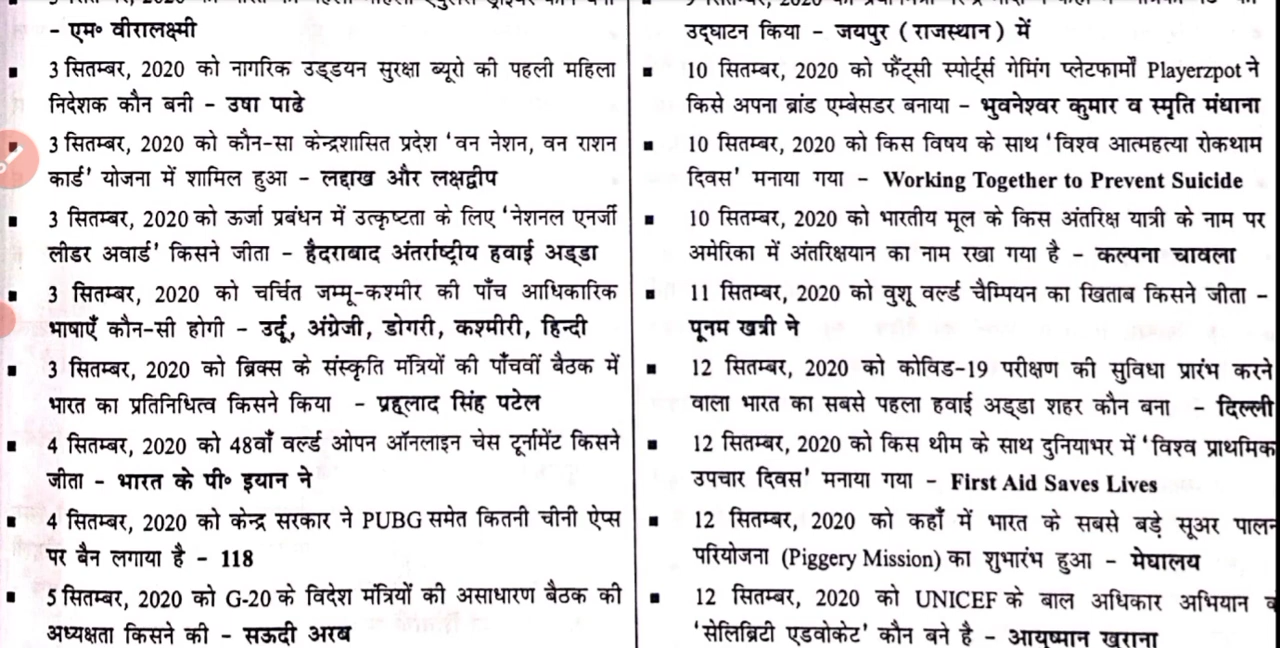 - एम० वीरालक्ष्मी
▪ 3 सितम्बर, 2020 को नागरिक उड्डयन सुरक्षा ब्यूरो की पहली महिला
निदेशक कौन बनी - उषा पाढे
▪ 3 सितम्बर, 2020 को कौन-सा केन्द्रशासित प्रदेश 'वन नेशन, वन राशन
कार्ड' योजना में शामिल हुआ - लद्दाख और लक्षद्वीप
▪ 3 सितम्बर, 2020 को ऊर्जा प्रबंधन में उत्कृष्टता के लिए 'नेशनल एनर्जी
लीडर अवार्ड' किसने जीता - हैदराबाद अंतर्राष्ट्रीय हवाई अड्डा
▪ 3 सितम्बर, 2020 को चर्चित जम्मू-कश्मीर की पाँच आधिकारिक
भाषाएँ कौन-सी होगी - उर्दू, अंग्रेजी, डोगरी, कश्मीरी, हिन्दी
▪ 3 सितम्बर, 2020 को ब्रिक्स के संस्कृति मंत्रियों की पाँचवीं बैठक में
भारत का प्रतिनिधित्व किसने किया - प्रह्लाद सिंह पटेल
▪ 4 सितम्बर, 2020 को 48वाँ वर्ल्ड ओपन ऑनलाइन चेस टूर्नामेंट किसने
जीता - भारत के पी० इयान ने
▪ 4 सितम्बर, 2020 को केन्द्र सरकार ने PUBG समेत कितनी चीनी ऐप्स
पर बैन लगाया है - 118
▪ 5 सितम्बर, 2020 को G-20 के विदेश मंत्रियों की असाधारण बैठक की
अध्यक्षता किसने की - सऊदी अरब
उद्घाटन किया - जयपुर (राजस्थान) में
▪ 10 सितम्बर, 2020 को फैंट्सी स्पोर्ट्स गेमिंग प्लेटफार्मों Playerzpot ने
किसे अपना ब्रांड एम्बेसडर बनाया - भुवनेश्वर कुमार व स्मृति मंधाना
▪ 10 सितम्बर, 2020 को किस विषय के साथ 'विश्व आत्महत्या रोकथाम
दिवस' मनाया गया - Working Together to Prevent Suicide
▪ 10 सितम्बर, 2020 को भारतीय मूल के किस अंतरिक्ष यात्री के नाम पर
अमेरिका में अंतरिक्षयान का नाम रखा गया है - कल्पना चावला
▪ 11 सितम्बर, 2020 को वुशू वर्ल्ड चैम्पियन का खिताब किसने जीता -
पूनम खत्री ने
▪ 12 सितम्बर, 2020 को कोविड-19 परीक्षण की सुविधा प्रारंभ करने
वाला भारत का सबसे पहला हवाई अड्डा शहर कौन बना - दिल्ली
▪ 12 सितम्बर, 2020 को किस थीम के साथ दुनियाभर में 'विश्व प्राथमिक
उपचार दिवस' मनाया गया - First Aid Saves Lives
▪ 12 सितम्बर, 2020 को कहाँ में भारत के सबसे बड़े सूअर पालन
परियोजना (Piggery Mission) का शुभारंभ हुआ - मेघालय
▪ 12 सितम्बर, 2020 को UNICEF के बाल अधिकार अभियान
'सेलिब्रिटी एडवोकेट' कौन बने है - आयुष्मान खुराना